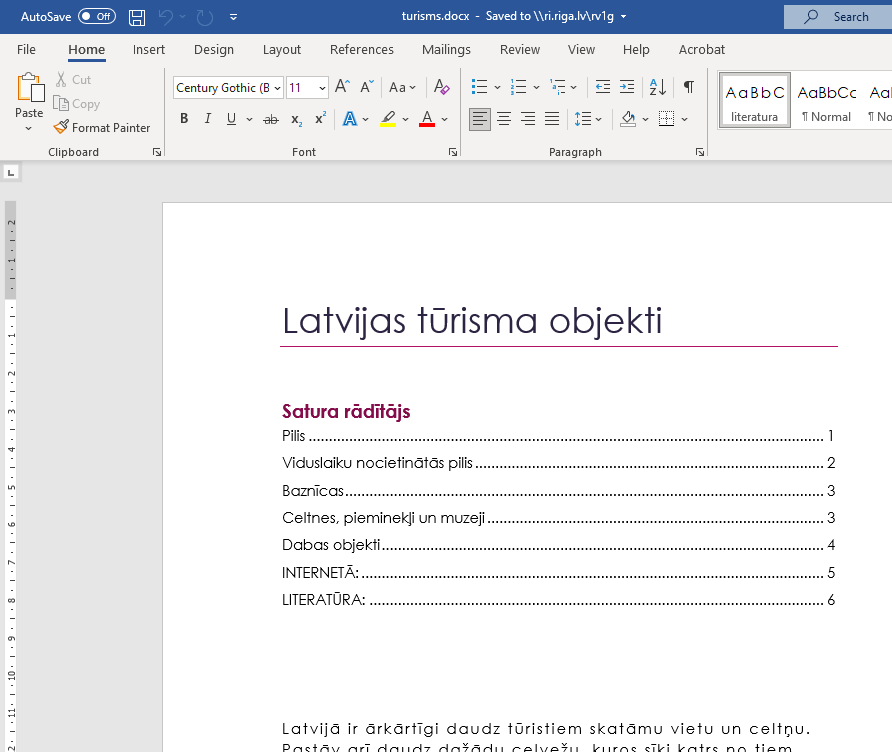 AutoSave Off turisms.docx - Saved to \\ri.riga.lv\rv1g Search
File Home Insert Design Layout References Mailings Review View Help Acrobat
Paste
Cut
Copy
Format Painter
Clipboard
Century Gothic (B 11
Font
Paragraph
AaBbC AaBbCc
literatura ¶ Normal
Latvijas tūrisma objekti
Satura rādītājs
Pilis 1
Viduslaiku nocietinātās pilis 2
Baznīcas 3
Celtnes, pieminekļi un muzeji 3
Dabas objekti 4
INTERNETĀ: 5
LITERATŪRA: 6
Latvijā ir ārkārtīgi daudz tūristiem skatāmu vietu un celtņu.
Pastāv arī daudz dažādu ceļvežu, kuros sīki katrs no tiem